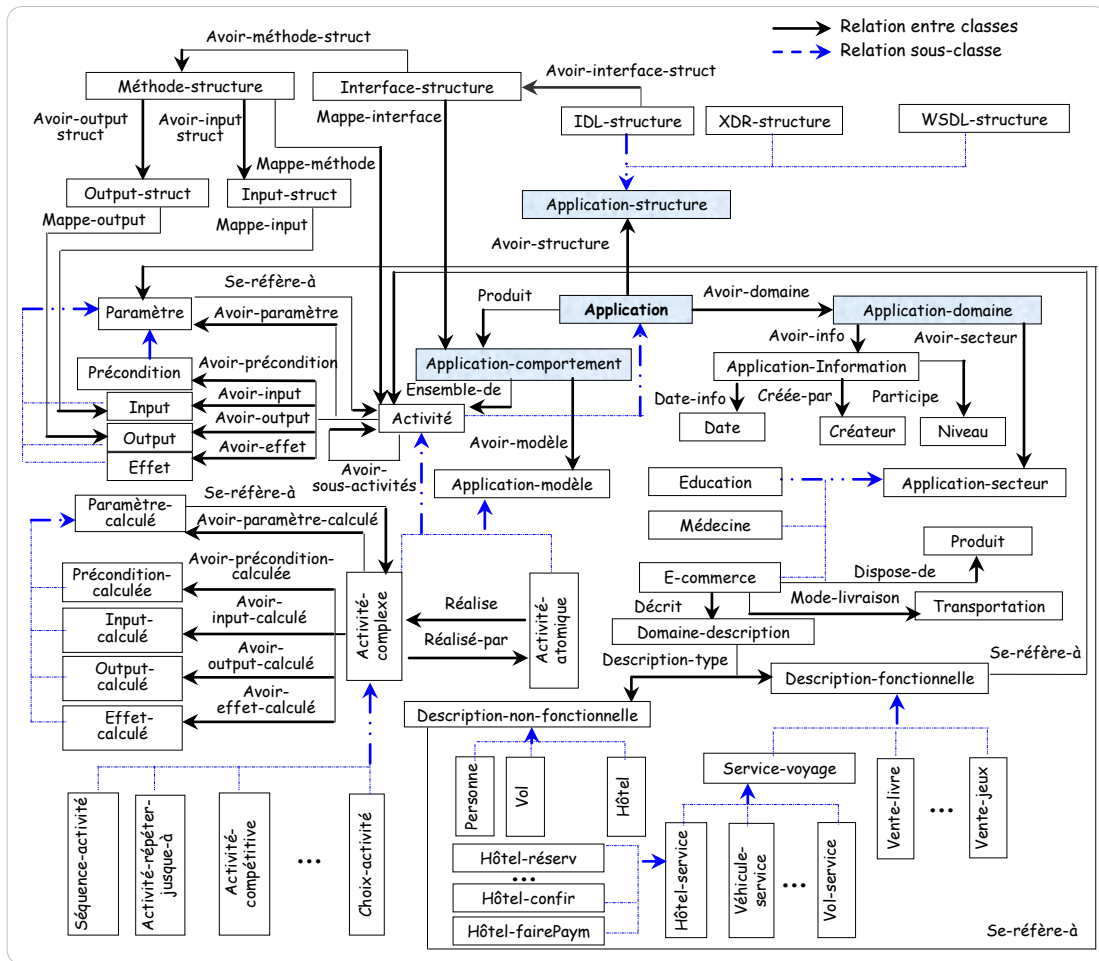 Relation entre classes
Relation sous-classe
Avoir-méthode-struct
Avoir-interface-struct
Méthode-structure
Interface-structure
Avoir-output
struct
Avoir-input
struct
Mappe-interface
IDL-structure
XDR-structure
WSDL-structure
Mappe-méthode
Output-struct
Input-struct
Mappe-output
Mappe-input
Application-structure
Avoir-structure
Se-réfère-à
Paramètre
Avoir-paramètre
Produit
Application
Avoir-domaine
Application-domaine
Avoir-info
Avoir-secteur
Précondition
Avoir-précondition
Application-comportement
Application-Information
Ensemble-de
Input
Avoir-input
Output
Avoir-output
Effet
Avoir-effet
Activité
Date-info
Créée-par
Participe
Date
Créateur
Niveau
Avoir-modèle
Avoir-
sous-activités
Application-modèle
Education
Application-secteur
Médecine
Paramètre-
calculé
Se-réfère-à
Avoir-paramètre-calculé
Produit
Avoir-précondition-
calculée
Précondition-
calculée
E-commerce
Dispose-de
Mode-livraison
Transportation
Décrit
Domaine-description
Avoir-
input-calculé
Input-
calculé
Activité-
complexe
Réalise
Réalisé-par
Activité-
atomique
Avoir-
output-calculé
Output-
calculé
Description-type
Se-réfère-à
Description-fonctionnelle
Avoir-
effet-calculé
Effet-
calculé
Description-non-fonctionnelle
Personne
Vol
Hôtel
Service-voyage
Vente-livre
...
Vente-jeux
Séquence-activité
Activité-répéter-
jusque-à
Activité-
compétitive
...
Choix-activité
Hôtel-réserv
...
Hôtel-confir
Hôtel-fairePaym
Hôtel-service
Véhicule-
service
...
Vol-service
Se-réfère-à